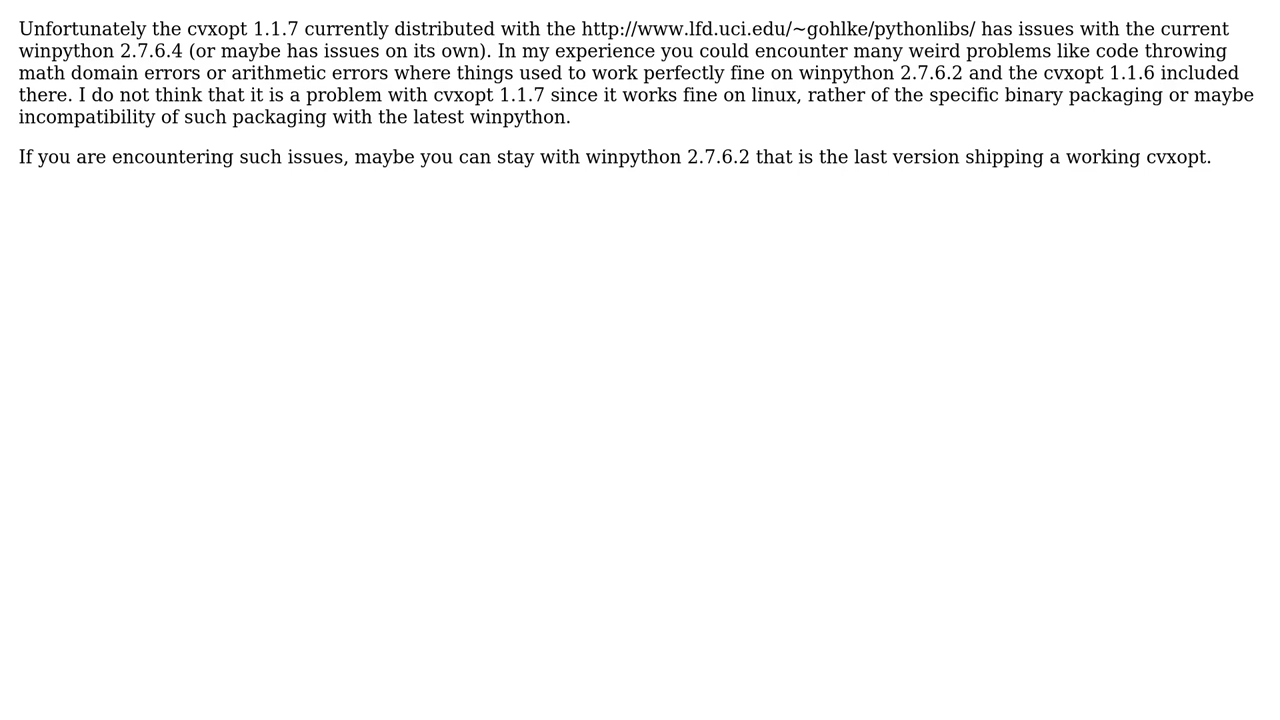 Unfortunately the cvxopt 1.1.7 currently distributed with the http://www.lfd.uci.edu/~gohlke/pythonlibs/ has issues with the current
winpython 2.7.6.4 (or maybe has issues on its own). In my experience you could encounter many weird problems like code throwing
math domain errors or arithmetic errors where things used to work perfectly fine on winpython 2.7.6.2 and the cvxopt 1.1.6 included
there. I do not think that it is a problem with cvxopt 1.1.7 since it works fine on linux, rather of the specific binary packaging or maybe
incompatibility of such packaging with the latest winpython.
If you are encountering such issues, maybe you can stay with winpython 2.7.6.2 that is the last version shipping a working cvxopt.